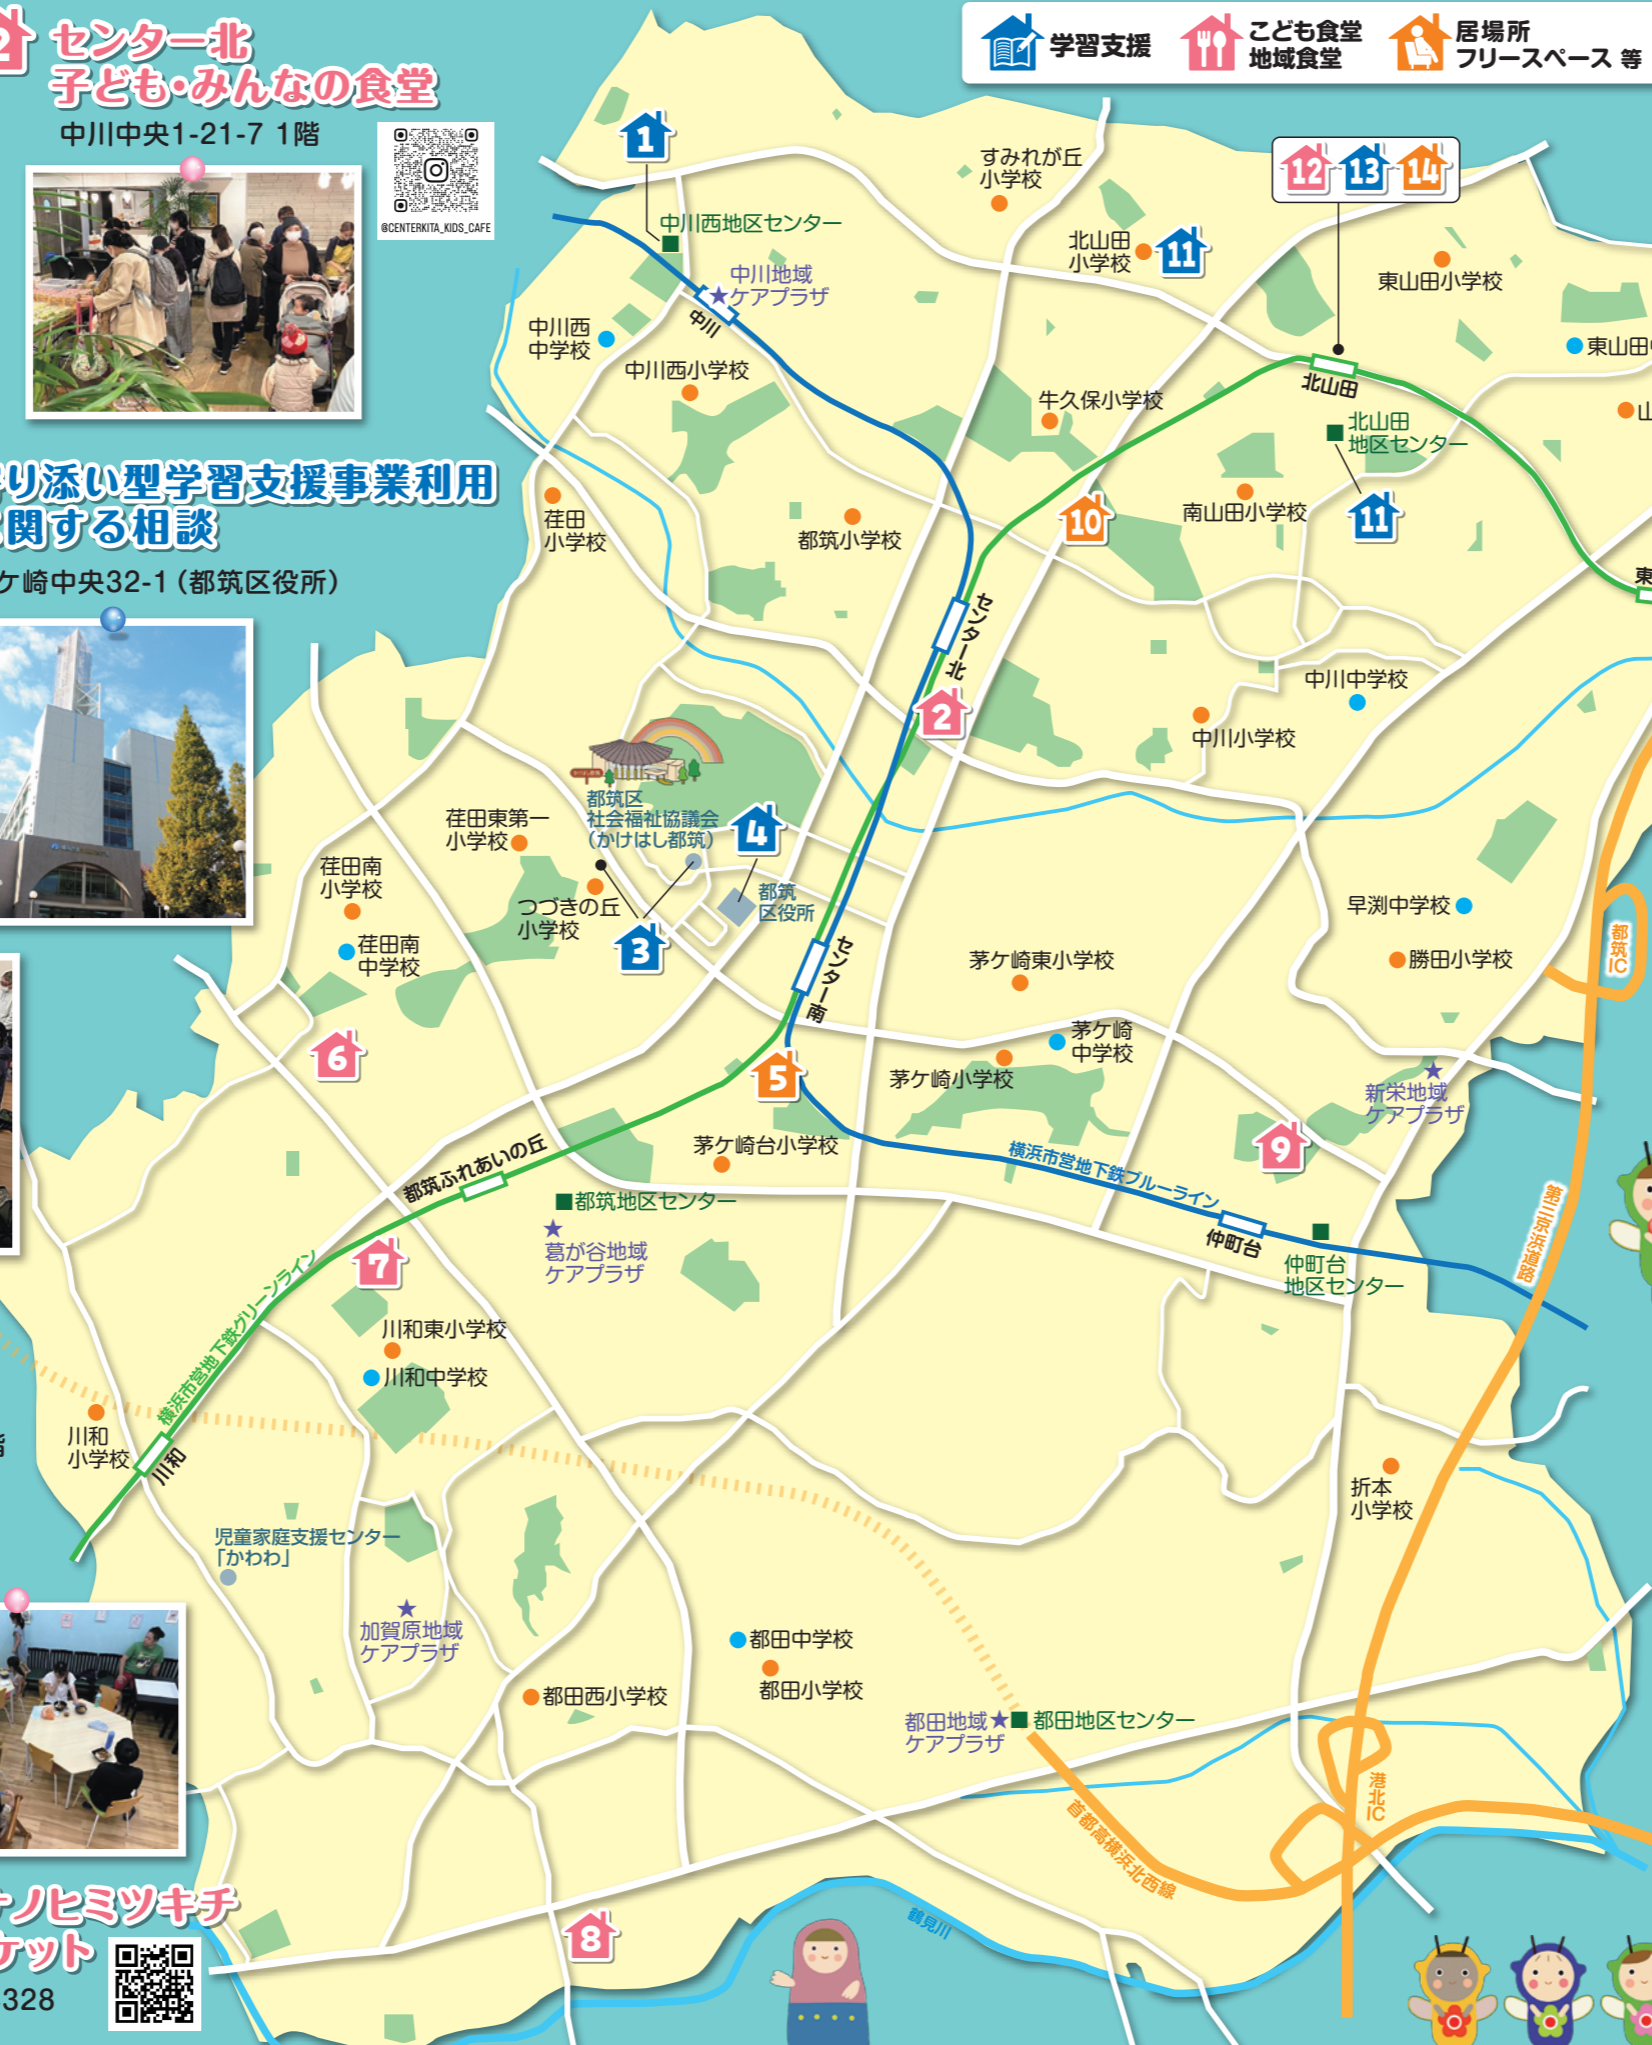 2
センター北
子ども・みんなの食堂
中川中央1-21-7 1階
@CENTERKITA_KIDS_CAFE
り添い型学習支援事業利用
関する相談
ケ崎中央32-1（都筑区役所）
学習支援
こども食堂
地域食堂
居場所
フリースペース 等
1
中川西地区センター
中川地域
ケアプラザ
中川
中川西
中学校
中川西小学校
すみれが丘
小学校
北山田
小学校
11
12
13
14
東山田小学校
東山田
北山田
北山田
地区センター
11
牛久保小学校
10
南山田小学校
荏田
小学校
都筑小学校
センター北
2
中川中学校
中川小学校
都筑区
社会福祉協議会
（かけはし都筑）
4
荏田東第一
小学校
荏田南
小学校
荏田南
中学校
つづきの丘
小学校
3
都筑
区役所
センター南
早渕中学校
勝田小学校
都筑IC
茅ケ崎東小学校
茅ケ崎
中学校
茅ケ崎小学校
新栄地域
ケアプラザ
6
5
9
茅ケ崎台小学校
横浜市営地下鉄ブルーライン
都筑ふれあいの丘
都筑地区センター
葛が谷地域
ケアプラザ
仲町台
仲町台
地区センター
第三京浜道路
7
横浜市営地下鉄グリーンライン
川和東小学校
川和中学校
川和
小学校
川和
折本
小学校
児童家庭支援センター
「かわわ」
加賀原地域
ケアプラザ
都田中学校
都田小学校
都田西小学校
都田地域
ケアプラザ
都田地区センター
港北IC
首都高横浜北西線
鶴見川
8
ノヒミツキチ
ケット
328